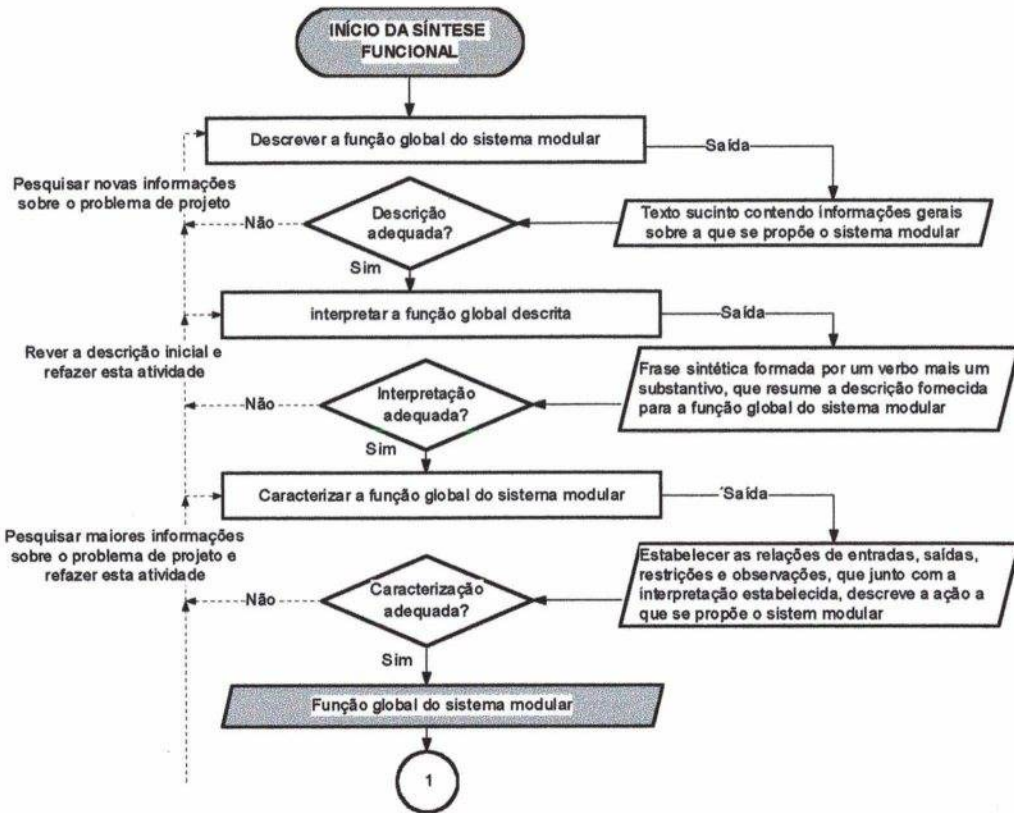 INÍCIO DA SÍNTESE
FUNCIONAL
Descrever a função global do sistema modular
Saída
Pesquisar novas informações
sobre o problema de projeto
Não
Descrição
adequada?
Texto sucinto contendo informações gerais
sobre a que se propõe o sistema modular
Sim
interpretar a função global descrita
Saída
Rever a descrição inicial e
refazer esta atividade
Não
Interpretação
adequada?
Frase sintética formada por um verbo mais um
substantivo, que resume a descrição fornecida
para a função global do sistema modular
Sim
Caracterizar a função global do sistema modular
Saída
Pesquisar maiores informações
sobre o problema de projeto e
refazer esta atividade
Não
Caracterização
adequada?
Estabelecer as relações de entradas, saídas,
restrições e observações, que junto com a
interpretação estabelecida, descreve a ação a
que se propõe o sistem modular
Sim
Função global do sistema modular
1